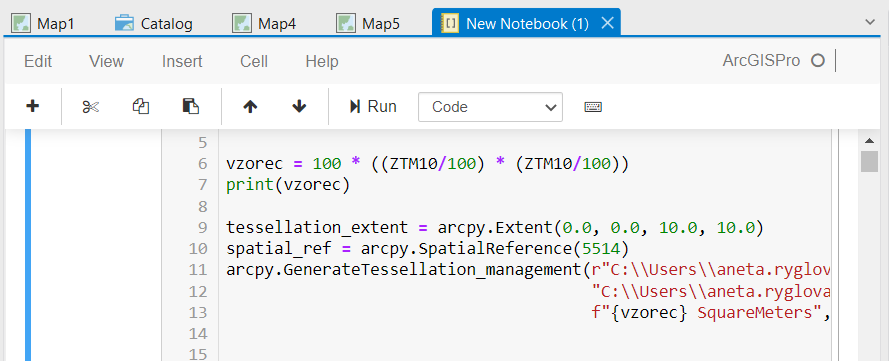 Map1 Catalog Map4 Map5 New Notebook (1)
Edit View Insert Cell Help ArcGISPro
Run Code
5
6 vzorec = 100 * ((ZTM10/100) * (ZTM10/100))
7 print(vzorec)
8
9 tessellation_extent = arcpy.Extent(0.0, 0.0, 10.0, 10.0)
10 spatial_ref = arcpy.SpatialReference(5514)
11 arcpy.GenerateTessellation_management(r"C:\\Users\\aneta.ryglova
12 "C:\\Users\\aneta.ryglova
13 f"{vzorec} SquareMeters",
14
15